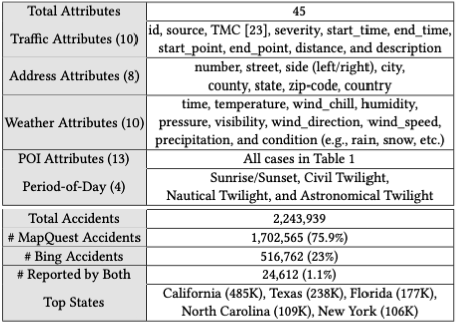 Total Attributes 45
Traffic Attributes (10) id, source, TMC [23], severity, start_time, end_time,
start_point, end_point, distance, and description
Address Attributes (8) number, street, side (left/right), city,
county, state, zip-code, country
Weather Attributes (10) time, temperature, wind_chill, humidity,
pressure, visibility, wind_direction, wind_speed,
precipitation, and condition (e.g., rain, snow, etc.)
POI Attributes (13) All cases in Table 1
Period-of-Day (4) Sunrise/Sunset, Civil Twilight,
Nautical Twilight, and Astronomical Twilight
Total Accidents 2,243,939
# MapQuest Accidents 1,702,565 (75.9%)
# Bing Accidents 516,762 (23%)
# Reported by Both 24,612 (1.1%)
Top States California (485K), Texas (238K), Florida (177K),
North Carolina (109K), New York (106K)